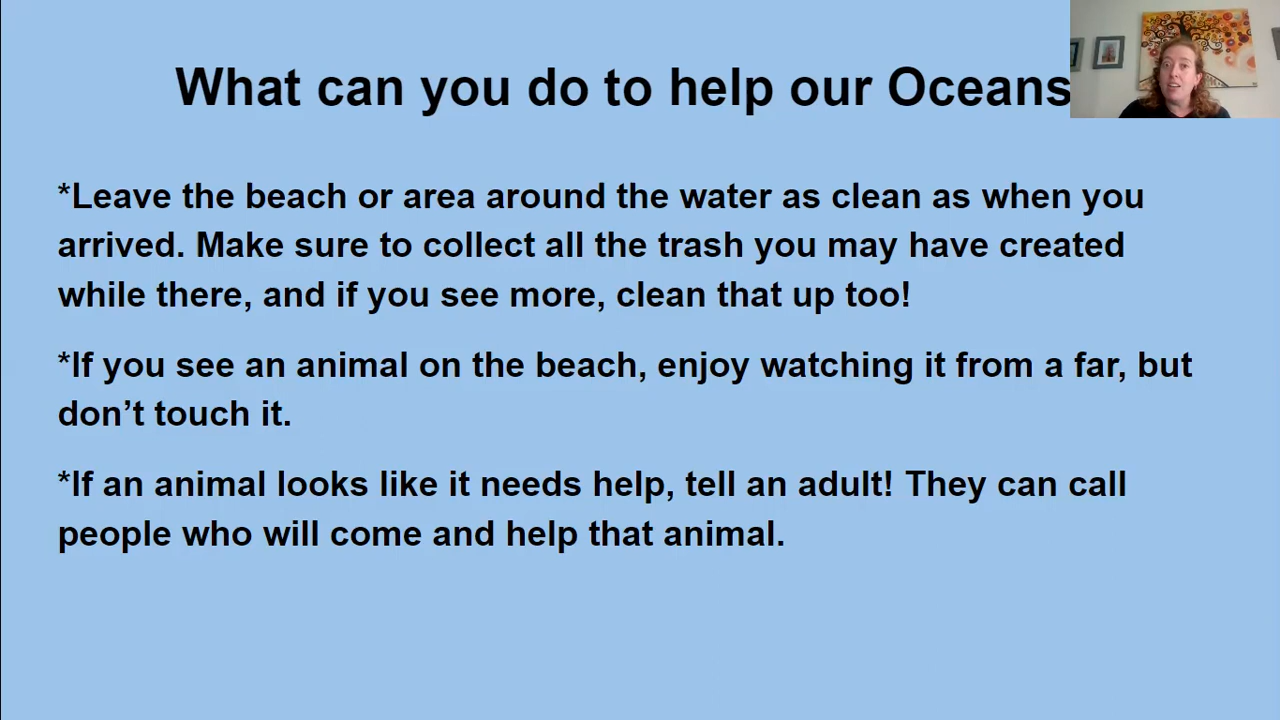 What can you do to help our Oceans
*Leave the beach or area around the water as clean as when you
arrived. Make sure to collect all the trash you may have created
while there, and if you see more, clean that up too!
*If you see an animal on the beach, enjoy watching it from a far, but
don’t touch it.
*If an animal looks like it needs help, tell an adult! They can call
people who will come and help that animal.